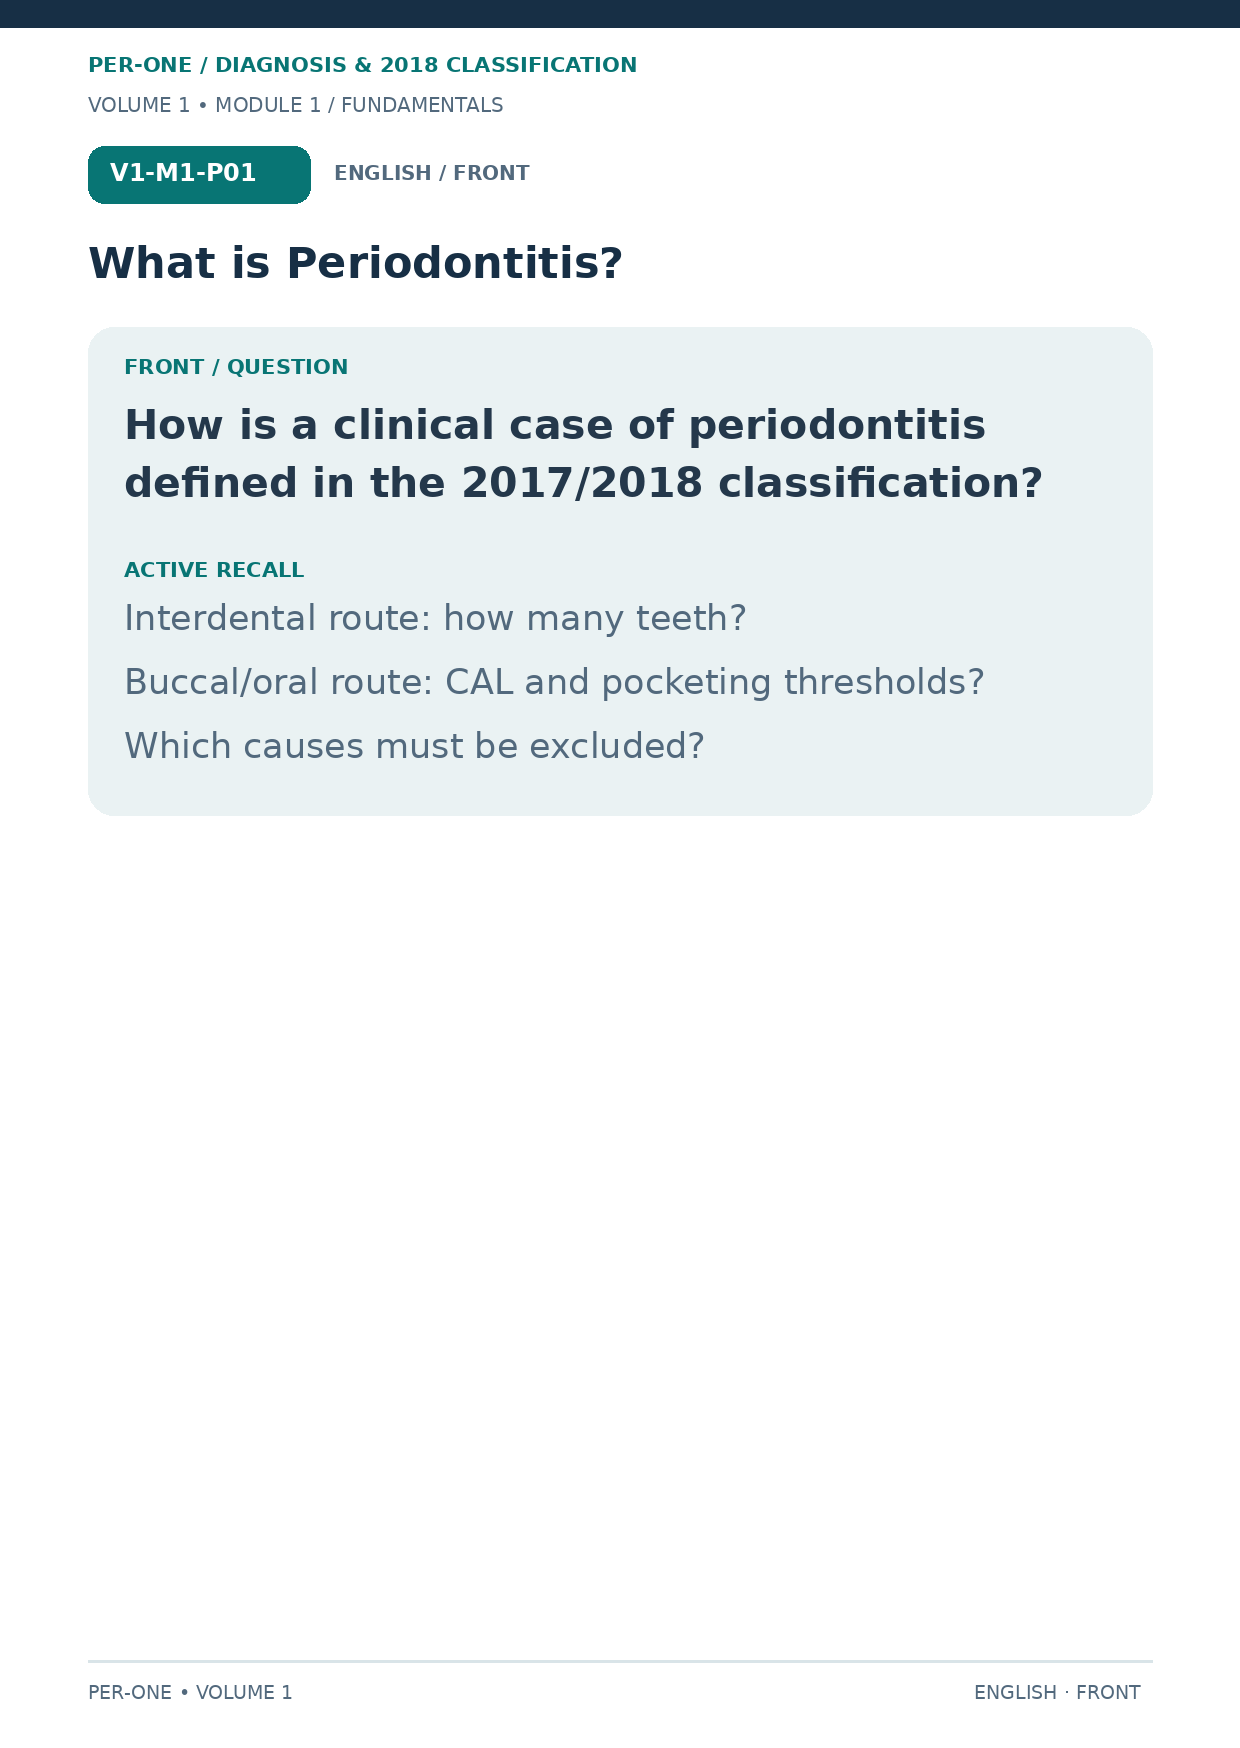 PER-ONE / DIAGNOSIS & 2018 CLASSIFICATION
VOLUME 1 • MODULE 1 / FUNDAMENTALS
V1-M1-P01
ENGLISH / FRONT
What is Periodontitis?
FRONT / QUESTION
How is a clinical case of periodontitis
defined in the 2017/2018 classification?
ACTIVE RECALL
Interdental route: how many teeth?
Buccal/oral route: CAL and pocketing thresholds?
Which causes must be excluded?
PER-ONE • VOLUME 1
ENGLISH · FRONT